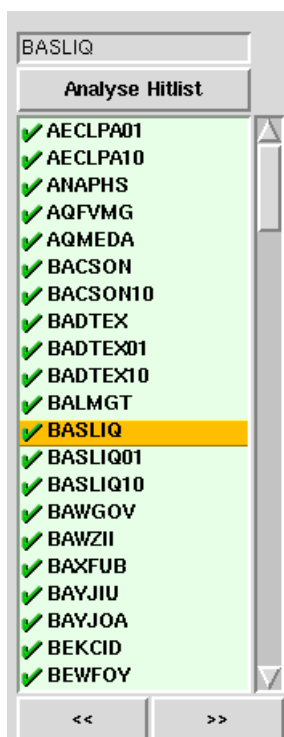 BASLIQ
Analyse Hitlist
AECLPA01
AECLPA10
ANAPHS
AQFVMG
AQMEDA
BACSON
BACSON10
BADTEX
BADTEX01
BADTEX10
BALMGT
BASLIQ
BASLIQ01
BASLIQ10
BAWGOV
BAWZII
BAXFUB
BAYJIU
BAYJOA
BEKCID
BEWFOY
<< >>